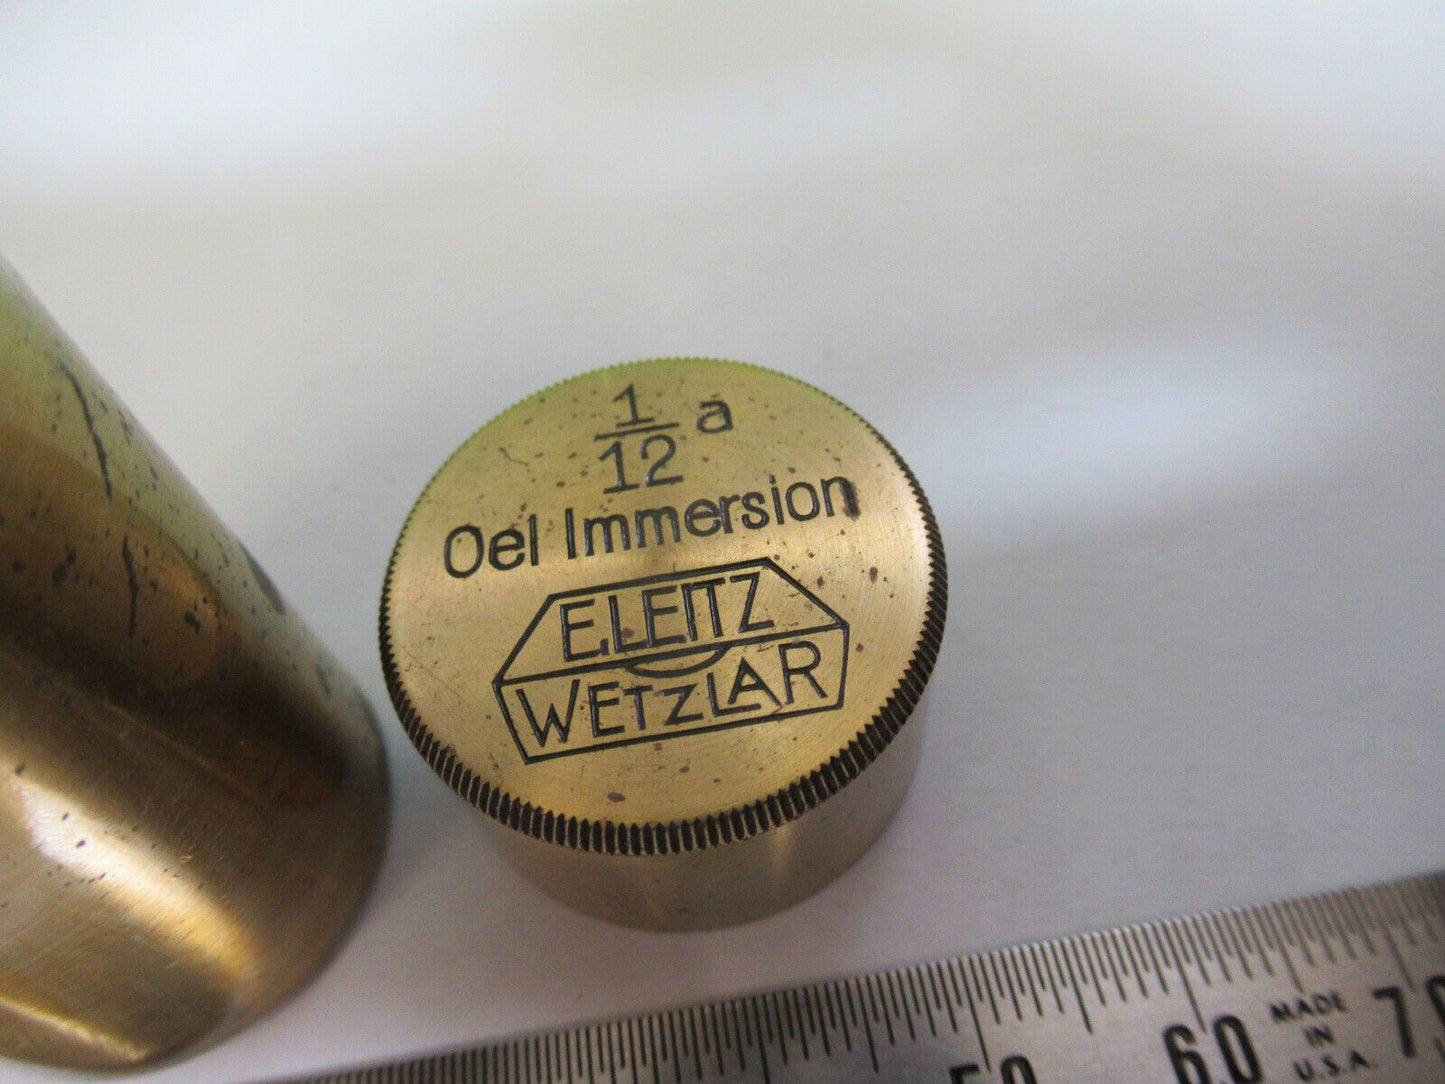 1/12 a
Oel Immersion
E. LEITZ
WETZLAR
50 60 70
MADE
IN
U.S.A.